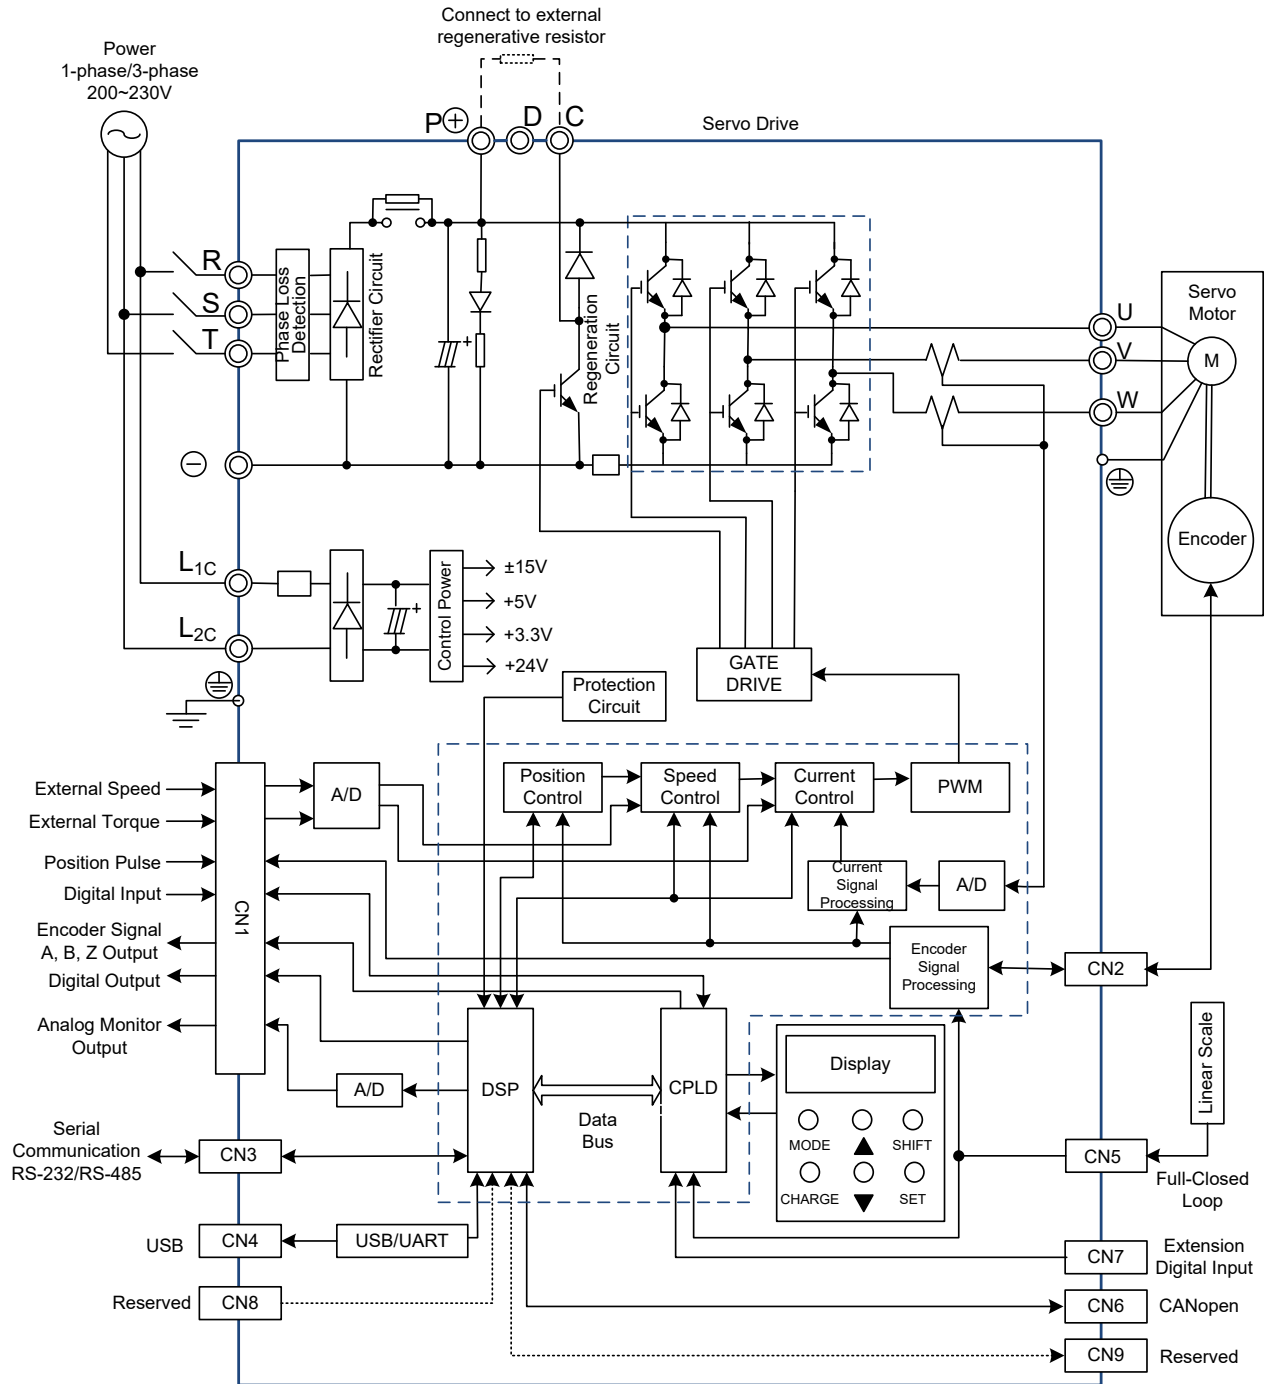 Connect to external
regenerative resistor
Power
1-phase/3-phase
200~230V
P⊕
D
C
Servo Drive
R
S
T
Phase Loss
Detection
Rectifier Circuit
+
Regeneration
Circuit
U
V
W
Servo
Motor
M
Encoder
L1C
L2C
+
Control Power
±15V
+5V
+3.3V
+24V
GATE
DRIVE
Protection
Circuit
Position
Control
Speed
Control
Current
Control
PWM
External Speed
External Torque
Position Pulse
Digital Input
Encoder Signal
A, B, Z Output
Digital Output
Analog Monitor
Output
CN1
A/D
Current
Signal
Processing
A/D
Encoder
Signal
Processing
CN2
Linear Scale
A/D
DSP
Data
Bus
CPLD
Display
MODE
SHIFT
CHARGE
SET
Serial
Communication
RS-232/RS-485
CN3
CN5
Full-Closed
Loop
USB
CN4
USB/UART
CN7
Extension
Digital Input
Reserved
CN8
CN6
CANopen
CN9
Reserved